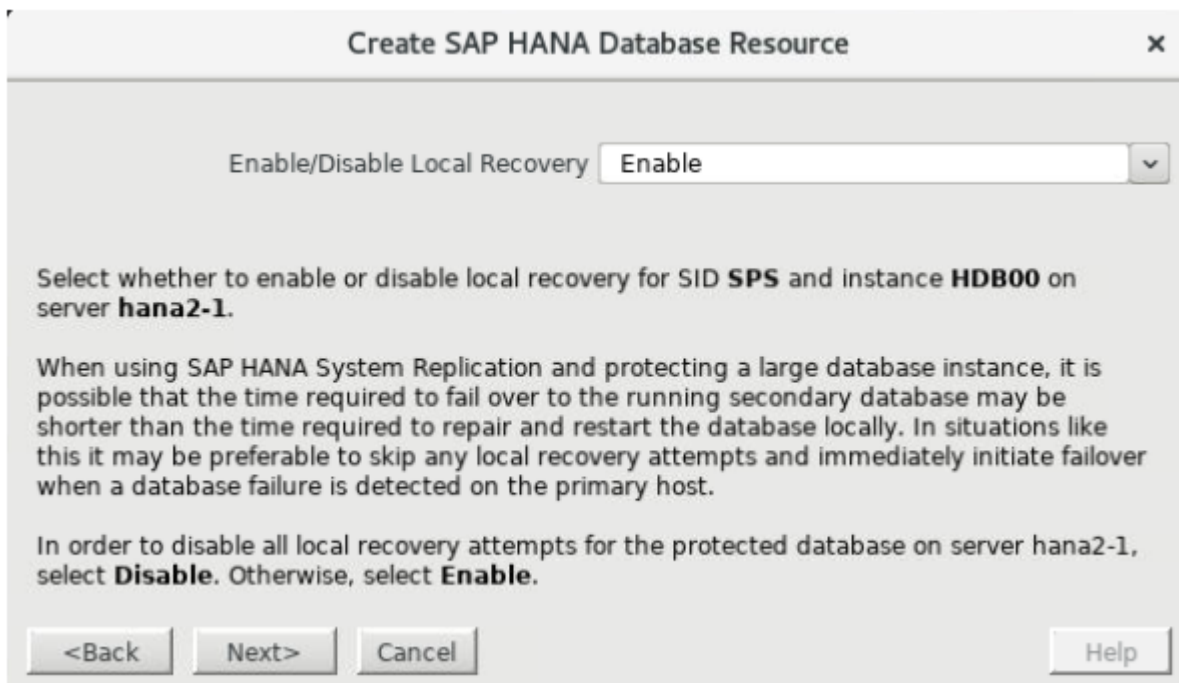 Create SAP HANA Database Resource ×
Enable/Disable Local Recovery Enable
Select whether to enable or disable local recovery for SID SPS and instance HDB00 on
server hana2-1.
When using SAP HANA System Replication and protecting a large database instance, it is
possible that the time required to fail over to the running secondary database may be
shorter than the time required to repair and restart the database locally. In situations like
this it may be preferable to skip any local recovery attempts and immediately initiate failover
when a database failure is detected on the primary host.
In order to disable all local recovery attempts for the protected database on server hana2-1,
select Disable. Otherwise, select Enable.
<Back Next> Cancel Help